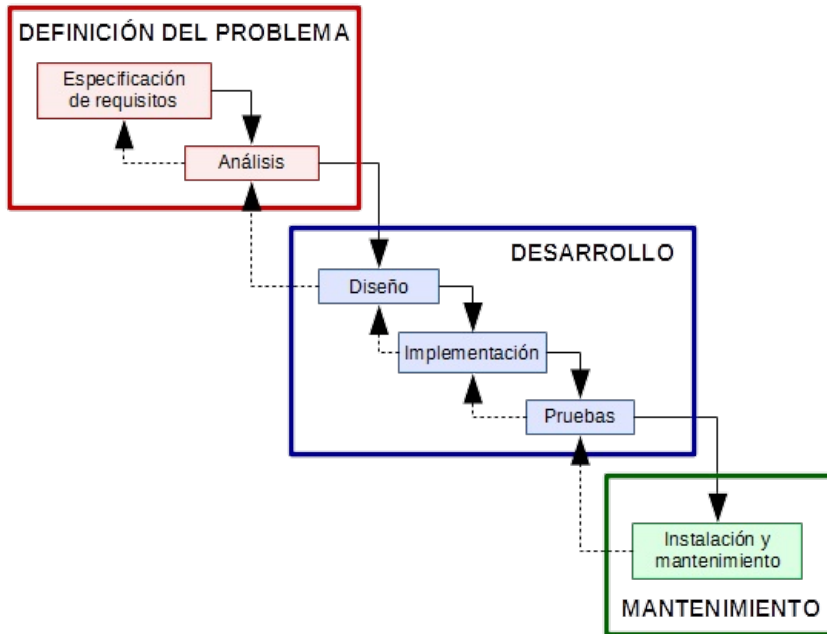 DEFINICIÓN DEL PROBLEMA
Especificación
de requisitos
Análisis
DESARROLLO
Diseño
Implementación
Pruebas
Instalación y
mantenimiento
MANTENIMIENTO